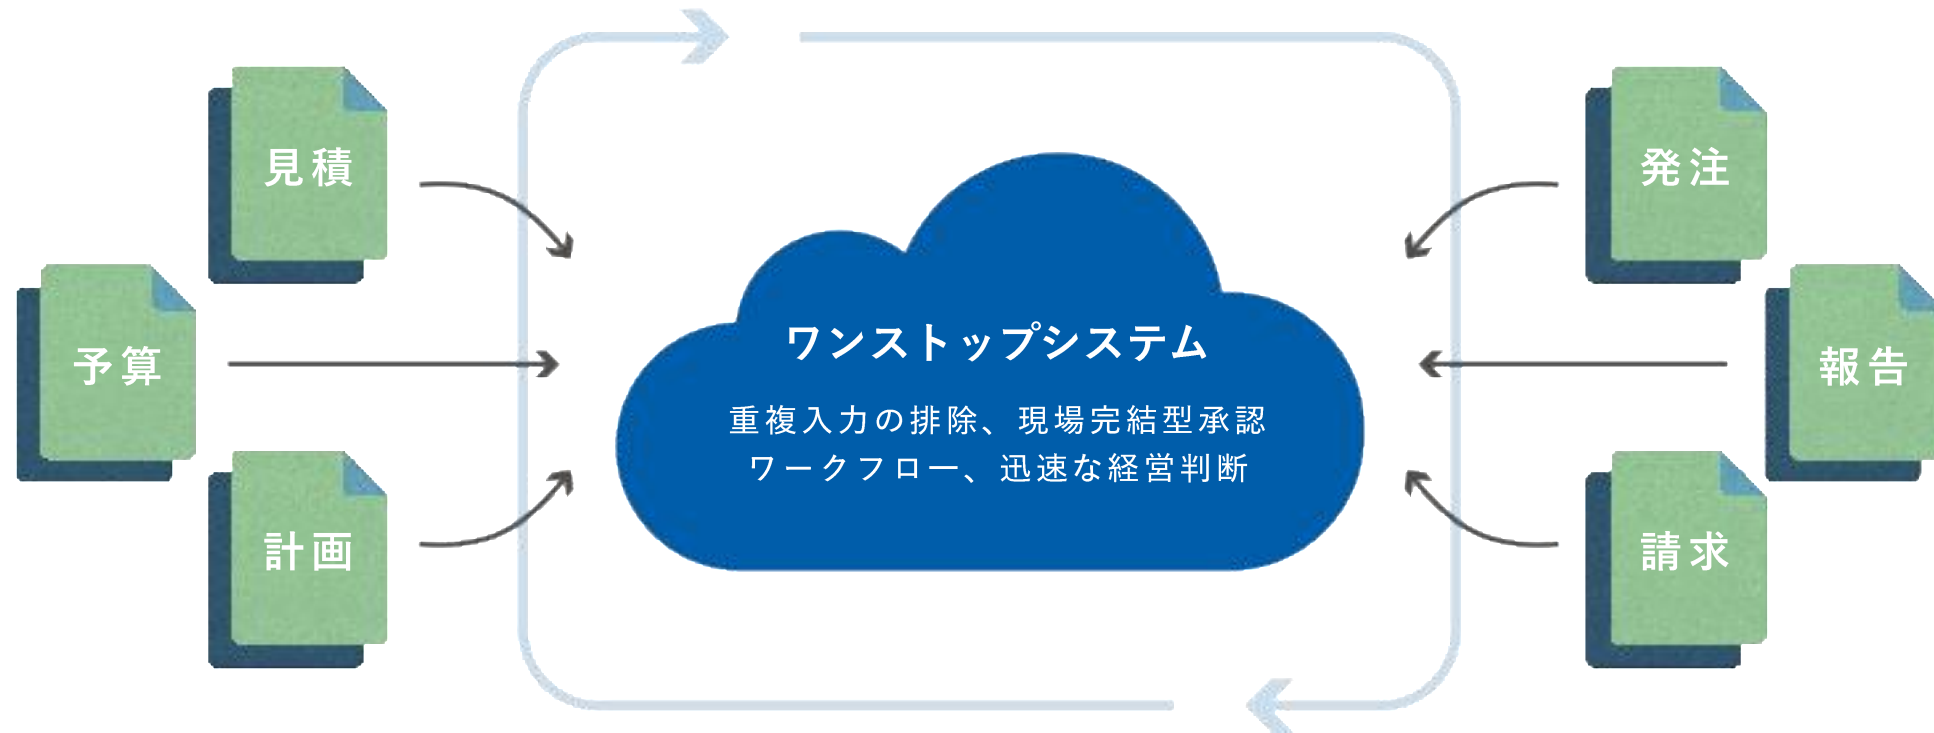 見積
予算
計画
ワンストップシステム
重複入力の排除、現場完結型承認
ワークフロー、迅速な経営判断
発注
報告
請求